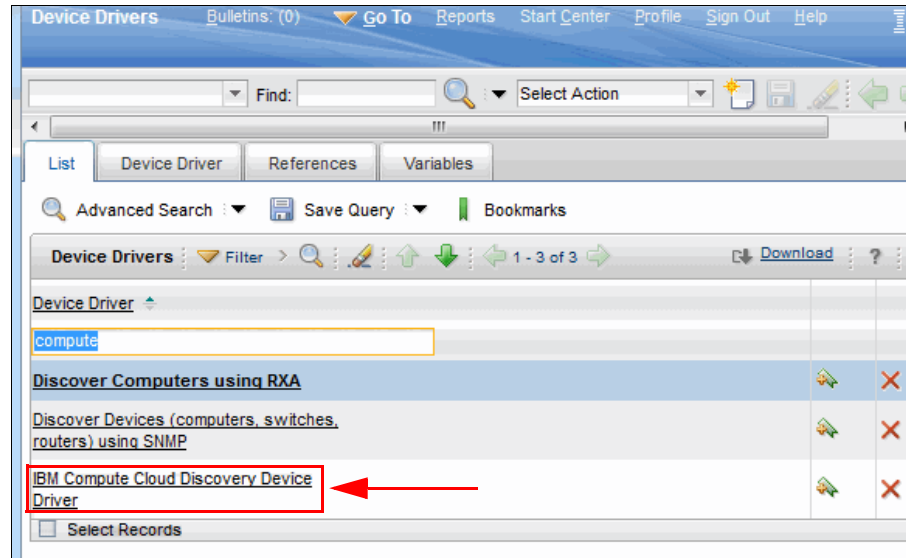 Device Drivers Bulletins: (0) Go To Reports Start Center Profile Sign Out Help
Find: Select Action
List Device Driver References Variables
Advanced Search Save Query Bookmarks
Device Drivers Filter > 1 - 3 of 3 Download ?
Device Driver
compute
Discover Computers using RXA
Discover Devices (computers, switches,
routers) using SNMP
IBM Compute Cloud Discovery Device
Driver
Select Records